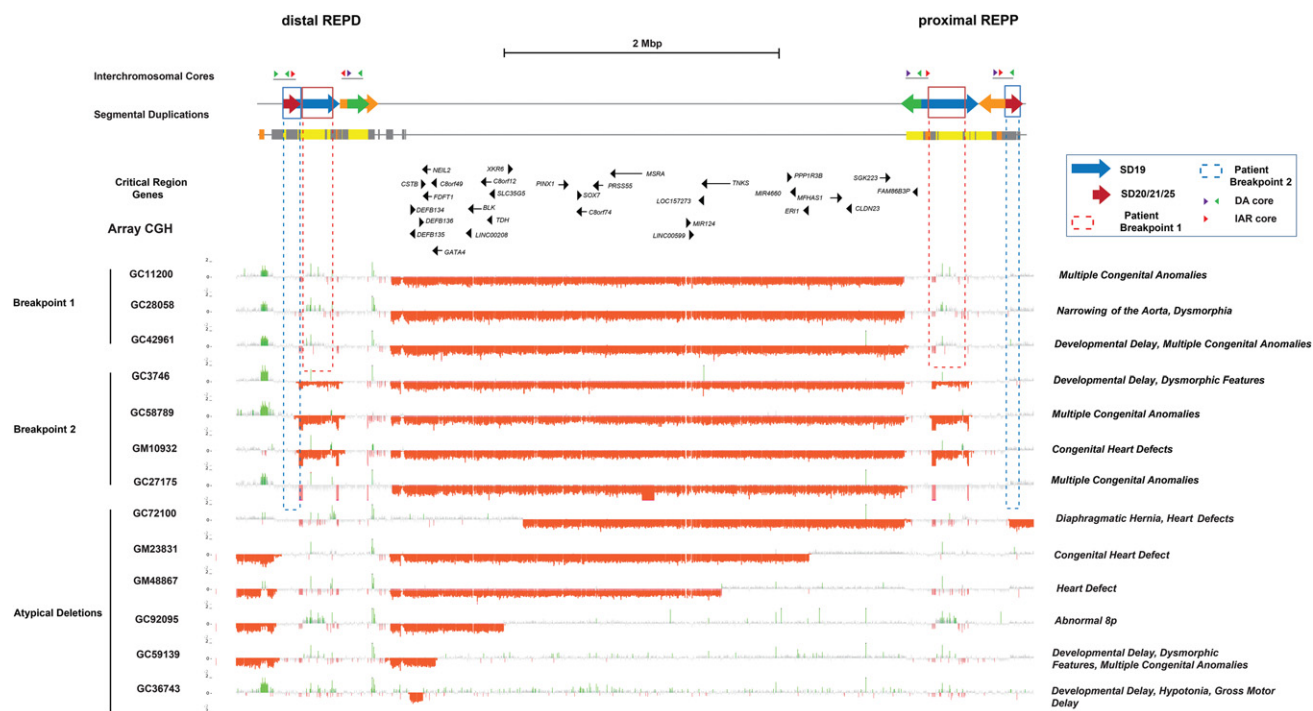 distal REPD
proximal REPP
2 Mbp
Interchromosomal Cores
Segmental Duplications
Critical Region
Genes
NEIL2
CSTB
C8orf49
FDFT1
DEFB134
DEFB136
DEFB135
GATA4
XKR6
C8orf12
SLC35G5
BLK
TDH
LINC00208
PINX1
SOX7
C8orf74
PRSS55
MSRA
TNKS
LOC157273
MIR124
LINC00599
PPP1R3B
MIR4660
MFHAS1
ERI1
CLDN23
SGK223
FAM86B3P
SD19
SD20/21/25
Patient
Breakpoint 1
Patient
Breakpoint 2
DA core
IAR core
Array CGH
Breakpoint 1
GC11200
Multiple Congenital Anomalies
GC28058
Narrowing of the Aorta, Dysmorphia
GC42961
Developmental Delay, Multiple Congenital Anomalies
Breakpoint 2
GC3746
Developmental Delay, Dysmorphic Features
GC58789
Multiple Congenital Anomalies
GM10932
Congenital Heart Defects
GC27175
Multiple Congenital Anomalies
Atypical Deletions
GC72100
Diaphragmatic Hernia, Heart Defects
GM23831
Congenital Heart Defect
GM48867
Heart Defect
GC92095
Abnormal 8p
GC59139
Developmental Delay, Dysmorphic
Features, Multiple Congenital Anomalies
GC36743
Developmental Delay, Hypotonia, Gross Motor
Delay